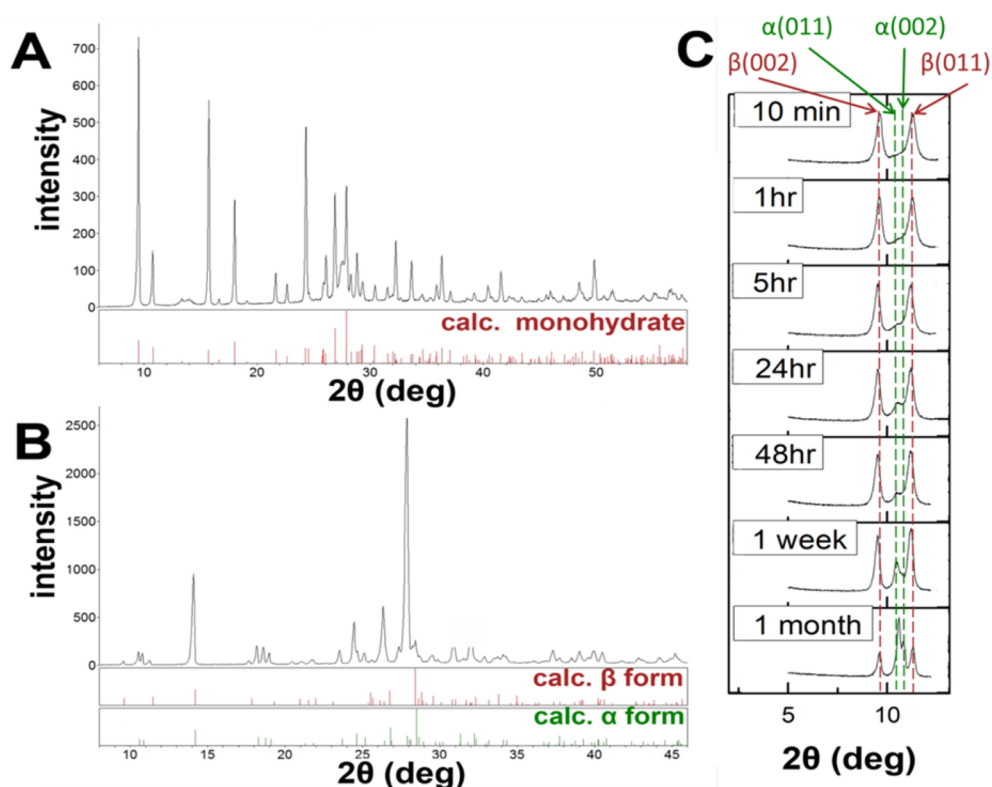 A
intensity
700
600
500
400
300
200
100
0
calc. monohydrate
10
20
30
40
50
2θ (deg)
B
intensity
2500
2000
1500
1000
500
0
calc. β form
calc. α form
10
15
20
25
30
35
40
45
2θ (deg)
C
α(011)
α(002)
β(002)
β(011)
10 min
1hr
5hr
24hr
48hr
1 week
1 month
5
10
2θ (deg)